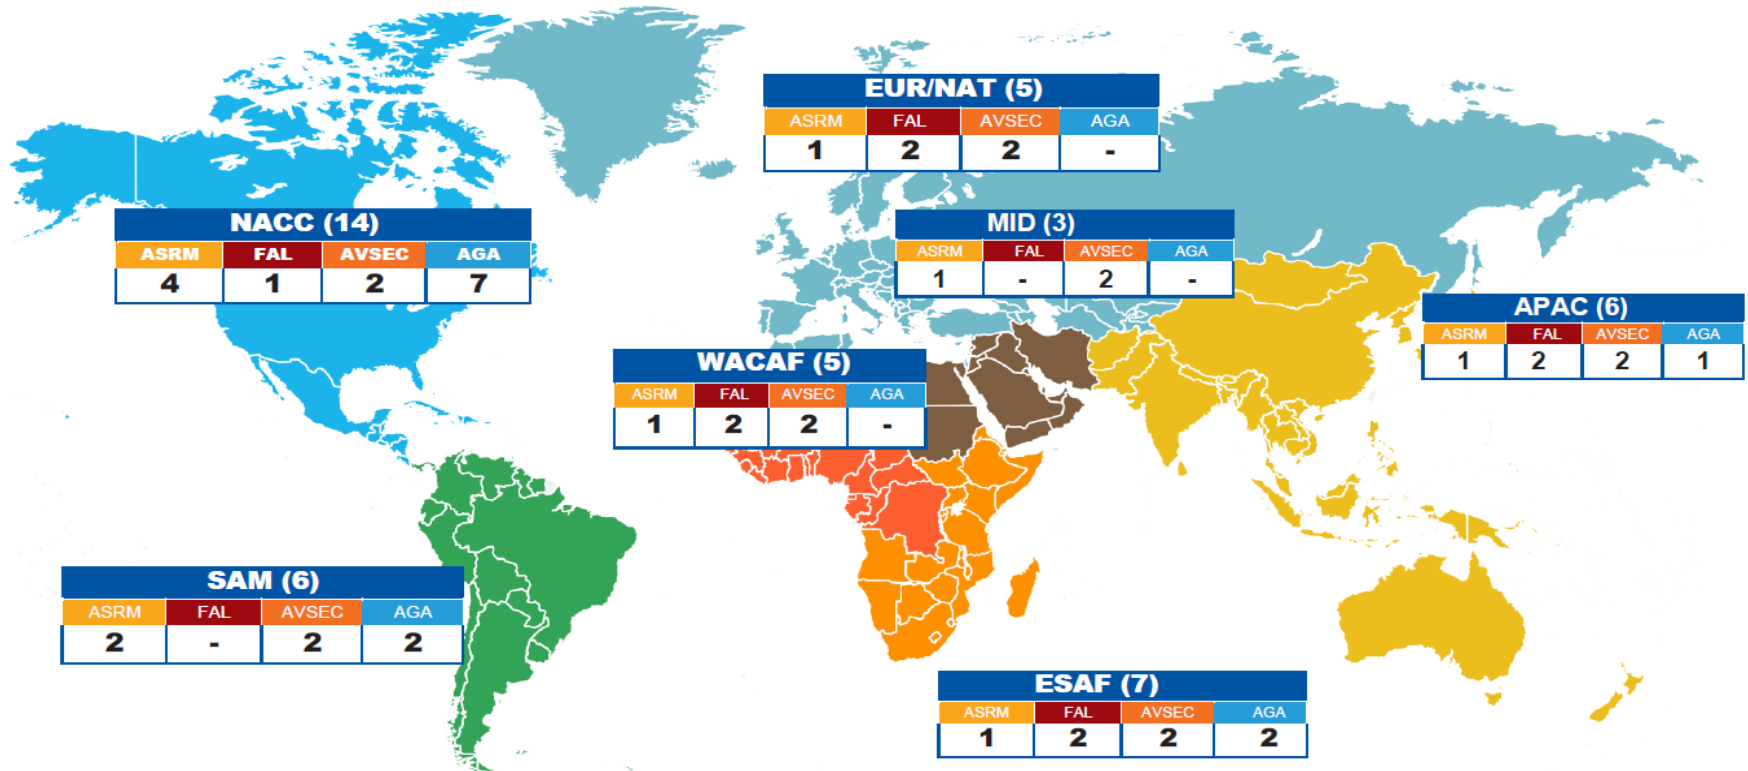 EUR/NAT (5)
ASRM FAL AVSEC AGA
1 2 2 -
NACC (14)
ASRM FAL AVSEC AGA
4 1 2 7
MID (3)
ASRM FAL AVSEC AGA
1 - 2 -
APAC (6)
ASRM FAL AVSEC AGA
1 2 2 1
WACAF (5)
ASRM FAL AVSEC AGA
1 2 2 -
SAM (6)
ASRM FAL AVSEC AGA
2 - 2 2
ESAF (7)
ASRM FAL AVSEC AGA
1 2 2 2